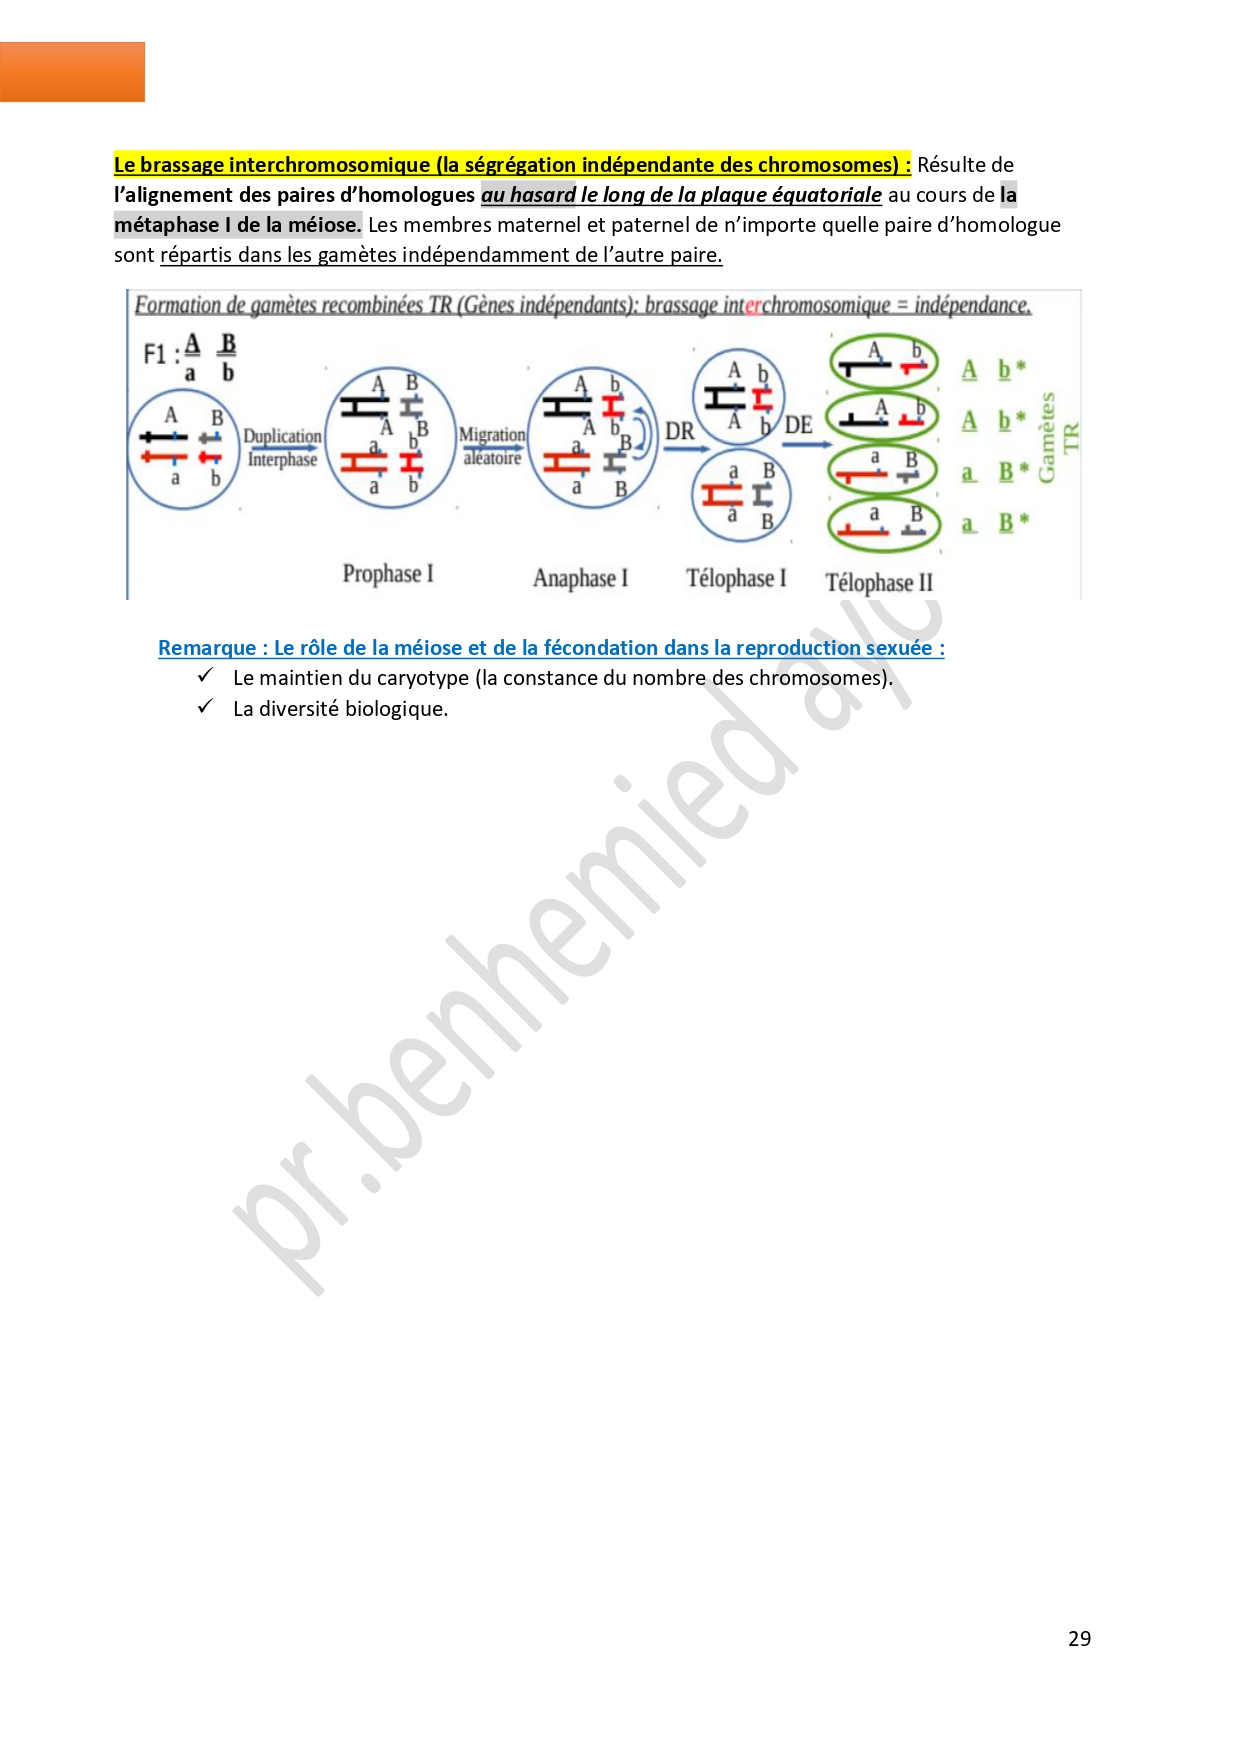 Le brassage interchromosomique (la ségrégation indépendante des chromosomes) : Résulte de
l’alignement des paires d’homologues au hasard le long de la plaque équatoriale au cours de la
métaphase I de la méiose. Les membres maternel et paternel de n’importe quelle paire d’homologue
sont répartis dans les gamètes indépendamment de l’autre paire.
Formation de gamètes recombinées TR (Gènes indépendants): brassage interchromosomique = indépendance.
F1 : A B
a b
A B
a b
Duplication
Interphase
A B
A B
a b
a b
Migration
aléatoire
A b
A b
a B
a B
DR
A b
A b
a B
a B
DE
A b
A b
a B
a B
A b *
A b *
a B *
a B *
Gamètes
TR
Prophase I
Anaphase I
Télophase I
Télophase II
Remarque : Le rôle de la méiose et de la fécondation dans la reproduction sexuée :
✓ Le maintien du caryotype (la constance du nombre des chromosomes).
✓ La diversité biologique.
pr.benhemied
29